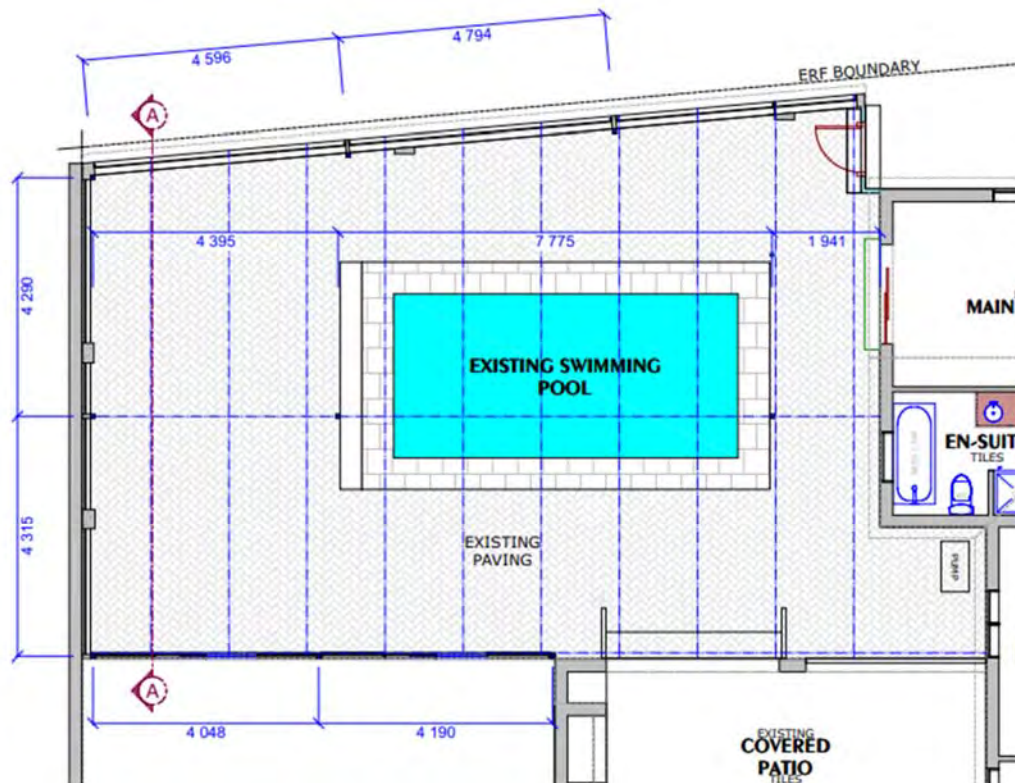 4 794
4 596
ERF BOUNDARY
A
4 395
7 775
1 941
4 290
MAIN
EXISTING SWIMMING
POOL
EN-SUIT
TILES
4 315
EXISTING
PAVING
PUMP
A
4 048
4 190
EXISTING
COVERED
PATIO
TILES